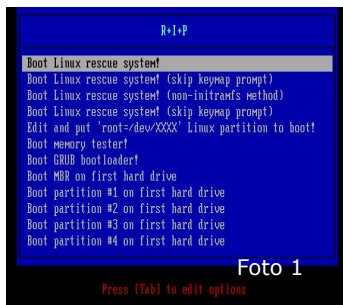 R+I+P
Boot Linux rescue system!
Boot Linux rescue system! (skip keymap prompt)
Boot Linux rescue system! (non-initramfs method)
Boot Linux rescue system! (skip keymap prompt)
Edit and put 'root=/dev/XXXX' Linux partition to boot!
Boot memory tester!
Boot GRUB bootloader!
Boot MBR on first hard drive
Boot partition #1 on first hard drive
Boot partition #2 on first hard drive
Boot partition #3 on first hard drive
Boot partition #4 on first hard drive
Foto 1
Press [Tab] to edit options